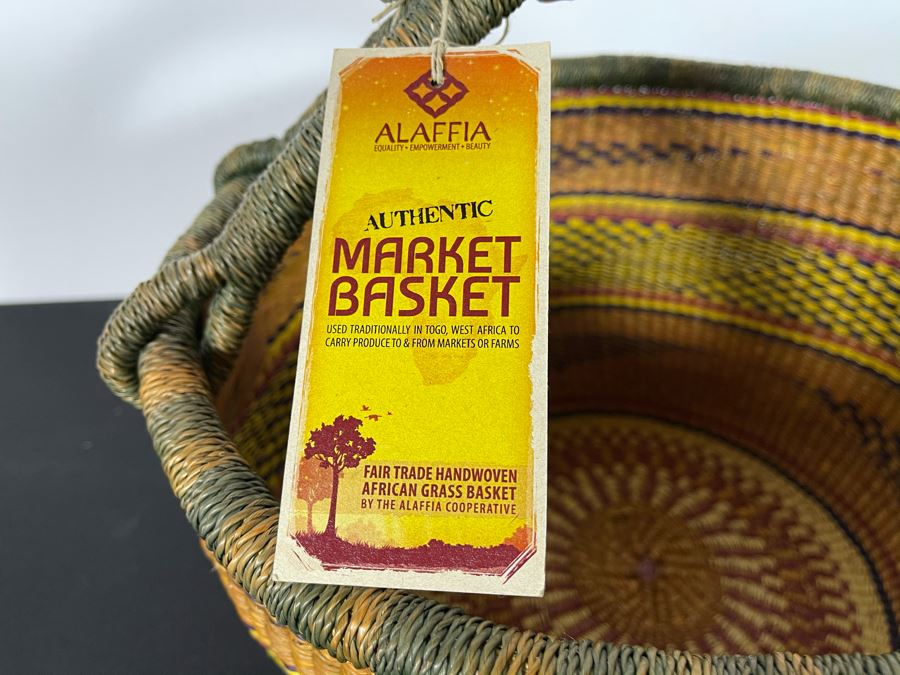 ALAFFIA
EQUALITY • EMPOWERMENT • BEAUTY
AUTHENTIC
MARKET
BASKET
USED TRADITIONALLY IN TOGO, WEST AFRICA TO
CARRY PRODUCE TO & FROM MARKETS OR FARMS
FAIR TRADE HANDWOVEN
AFRICAN GRASS BASKET
BY THE ALAFFIA COOPERATIVE